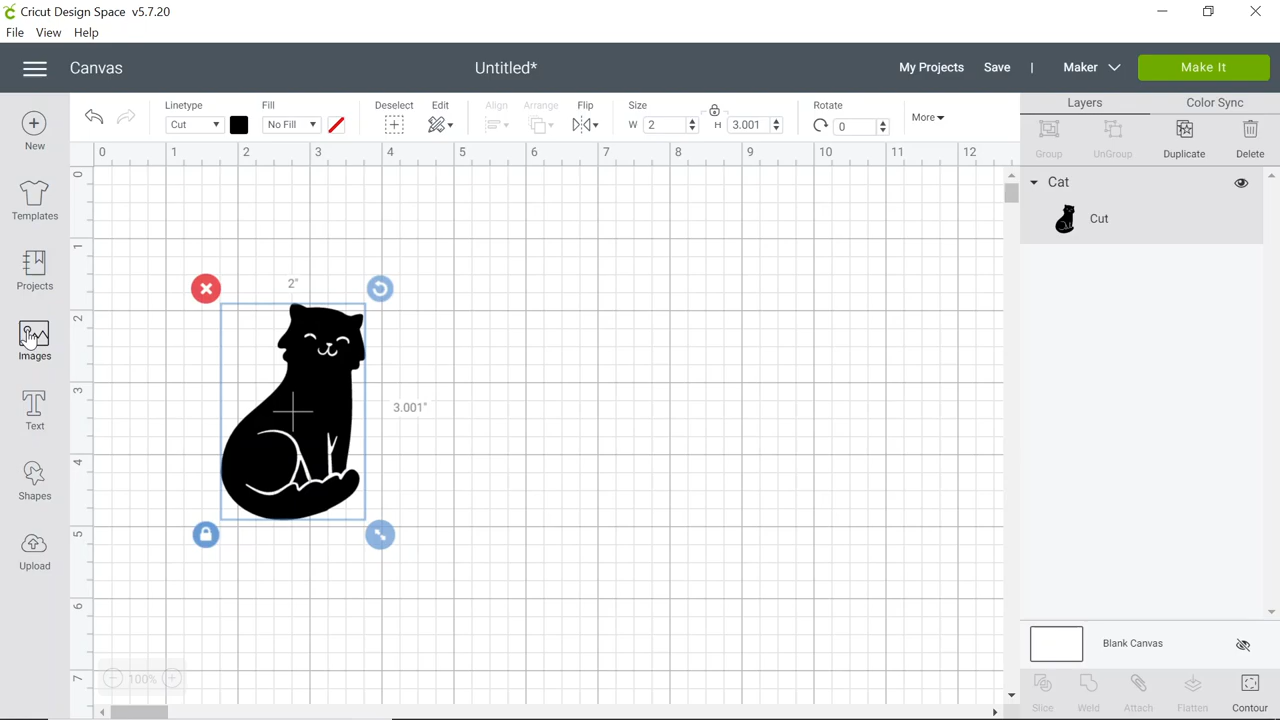 Cricut Design Space v5.7.20
File View Help
Canvas
Untitled*
My Projects Save | Maker Make It
New
Templates
Projects
Images
Text
Shapes
Upload
Linetype
Cut
Fill
No Fill
Deselect
Edit
Align
Arrange
Flip
Size
W 2
H 3.001
Rotate
0
More
0 1 2 3 4 5 6 7 8 9 10 11 12
0
1
2
3
4
5
6
7
2"
3.001"
100%
Layers Color Sync
Group UnGroup Duplicate Delete
Cat
Cut
Blank Canvas
Slice Weld Attach Flatten Contour